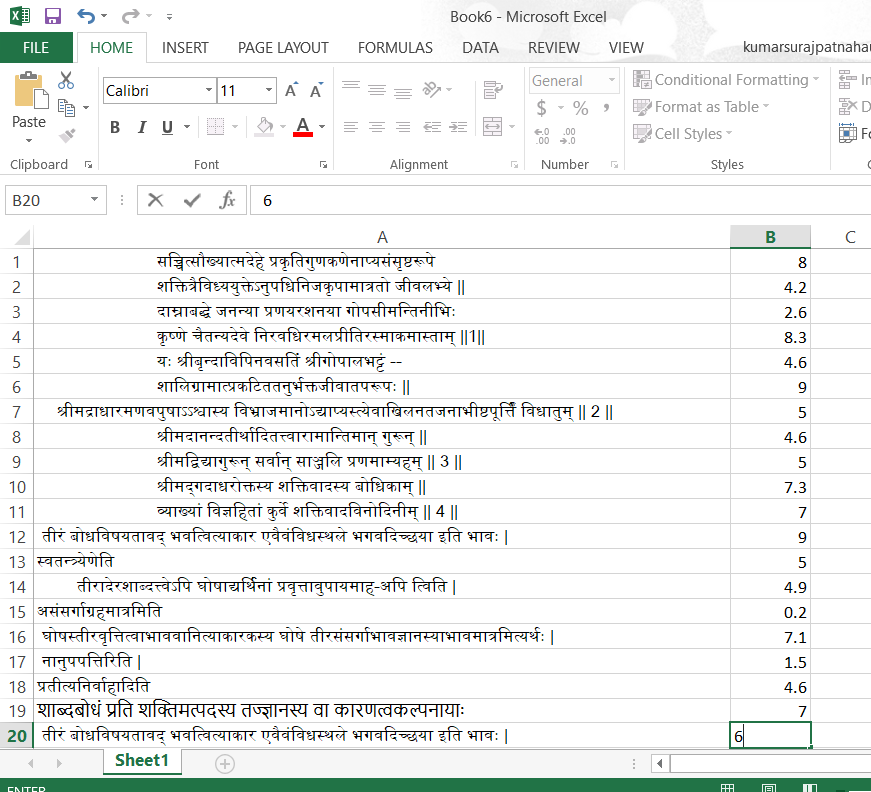 Book6 - Microsoft Excel
FILE HOME INSERT PAGE LAYOUT FORMULAS DATA REVIEW VIEW kumarsurajpatnahau
Calibri 11 General Conditional Formatting
Paste B I U $ % Format as Table
Cell Styles
Clipboard Font Alignment Number Styles
B20 fx 6
A B C
1 सच्चित्सौख्यात्मदेहे प्रकृतिगुणकणेनाप्यसंसृष्टरूपे 8
2 शक्तित्रैविध्ययुक्तेऽनुपधिनिजकृपामात्रतो जीवलभ्ये || 4.2
3 दाम्नाबद्धे जनन्या प्रणयरशनया गोपसीमन्तिनीभिः 2.6
4 कृष्णे चैतन्यदेवे निरवधिरमलप्रीतिरस्माकमास्ताम् ||1|| 8.3
5 यः श्रीबृन्दाविपिनवसतिं श्रीगोपालभट्टं -- 4.6
6 शालिग्रामात्प्रकटिततनुर्भक्तजीवातपरूपः || 9
7 श्रीमद्राधारमणवपुषाऽऽश्वास्य विभ्राजमानोऽद्याप्यस्त्येवाखिलनतजनाभीष्टपूर्त्तिं विधातुम् || 2 || 5
8 श्रीमदानन्दतीर्थादितत्त्वारामान्तिमान् गुरून् || 4.6
9 श्रीमद्विद्यागुरून् सर्वान् साञ्जलि प्रणमाम्यहम् || 3 || 5
10 श्रीमद्गदाधरोक्तस्य शक्तिवादस्य बोधिकाम् || 7.3
11 व्याख्यां विज्ञहितां कुर्वे शक्तिवादविनोदिनीम् || 4 || 7
12 तीरं बोधविषयतावद् भवत्वित्याकार एवैवंविधस्थले भगवदिच्छया इति भावः | 9
13 स्वतन्त्र्येणेति 5
14 तीरादेरशाब्दत्त्वेऽपि घोषाद्यर्थिनां प्रवृत्तावुपायमाह-अपि त्विति | 4.9
15 असंसर्गाग्रहमात्रमिति 0.2
16 घोषस्तीरवृत्तित्वाभाववानित्याकारकस्य घोषे तीरसंसर्गाभावज्ञानस्याभावमात्रमित्यर्थः | 7.1
17 नानुपपत्तिरिति | 1.5
18 प्रतीत्यनिर्वाहादिति 4.6
19 शाब्दबोधं प्रति शक्तिमत्पदस्य तज्ज्ञानस्य वा कारणत्वकल्पनायाः 7
20 तीरं बोधविषयतावद् भवत्वित्याकार एवैवंविधस्थले भगवदिच्छया इति भावः | 6
Sheet1